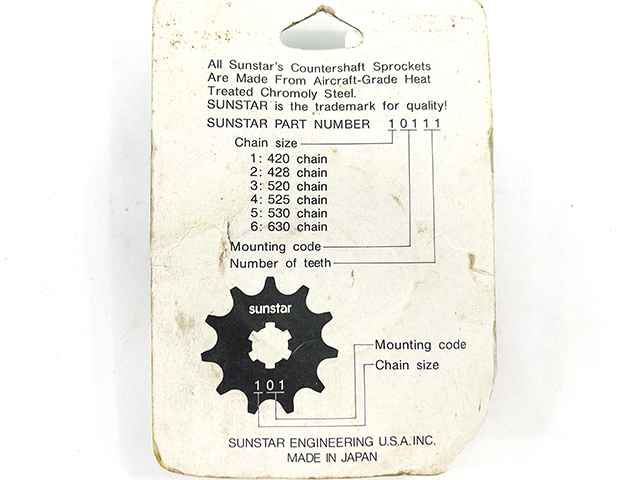 All Sunstar's Countershaft Sprockets
Are Made From Aircraft-Grade Heat
Treated Chromoly Steel.
SUNSTAR is the trademark for quality!
SUNSTAR PART NUMBER 10111
Chain size
1: 420 chain
2: 428 chain
3: 520 chain
4: 525 chain
5: 530 chain
6: 630 chain
Mounting code
Number of teeth
sunstar
101
Mounting code
Chain size
SUNSTAR ENGINEERING U.S.A. INC.
MADE IN JAPAN